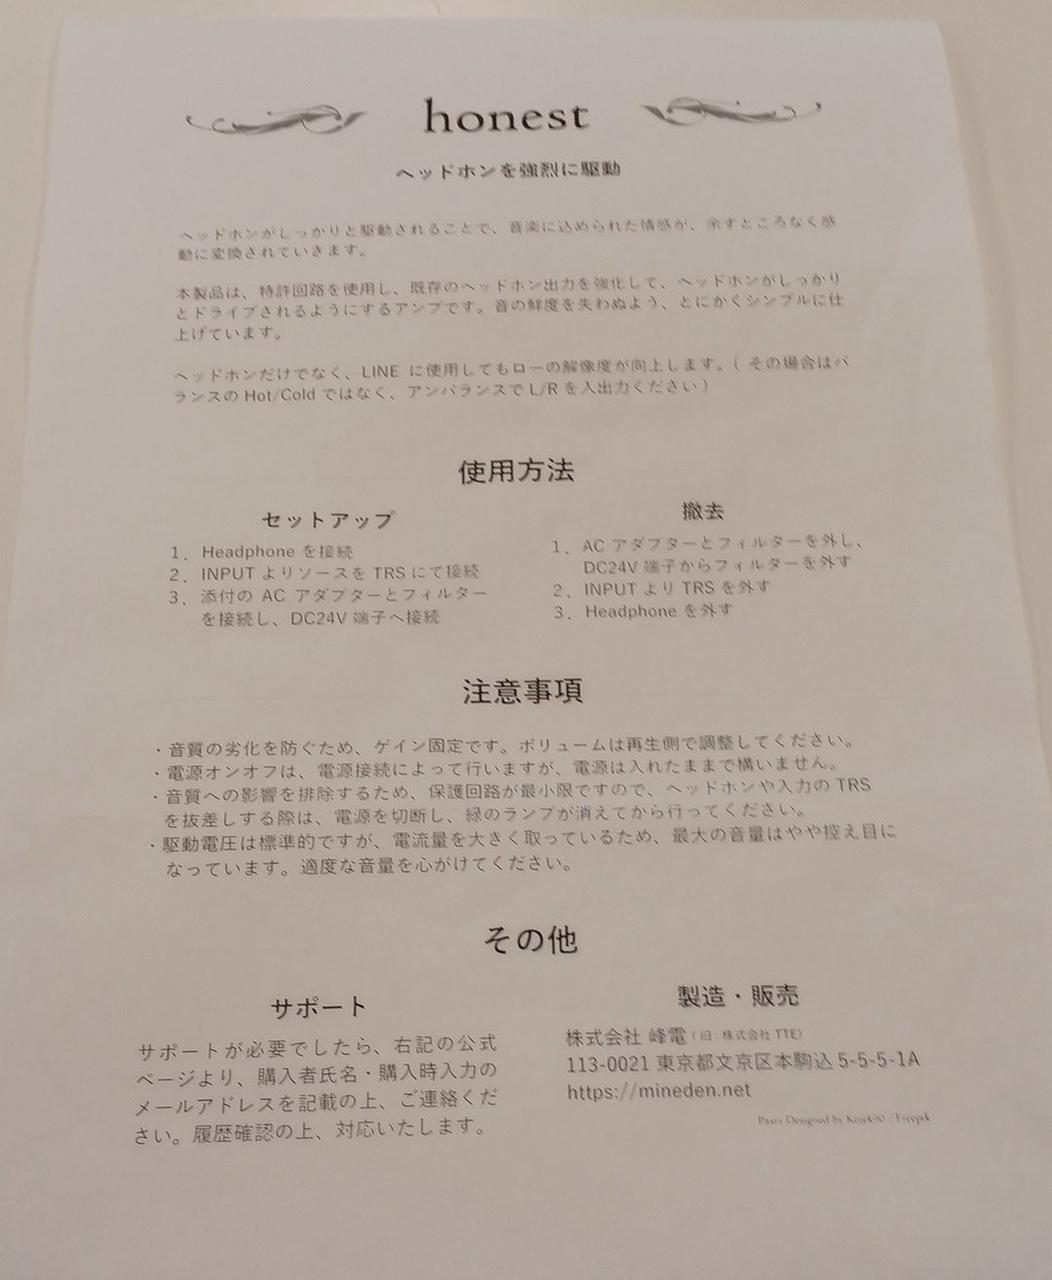 honest
ヘッドホンを強烈に駆動
ヘッドホンがしっかりと駆動されることで、音楽に込められた情感が、余すところなく感
動に変換されていきます。
本製品は、特許回路を使用し、既存のヘッドホン出力を強化して、ヘッドホンがしっかり
とドライブされるようにするアンプです。音の鮮度を失わぬよう、とにかくシンプルに仕
上げています。
ヘッドホンだけでなく、LINE に使用してもローの解像度が向上します。( その場合はバ
ランスの Hot/Cold ではなく、アンバランスで L/R を入出力ください )
使用方法
セットアップ
1．Headphone を接続
2．INPUT よりソースを TRS にて接続
3．添付の AC アダプターとフィルター
を接続し、DC24V 端子へ接続
撤去
1．AC アダプターとフィルターを外し、
DC24V 端子からフィルターを外す
2．INPUT より TRS を外す
3．Headphone を外す
注意事項
・音質の劣化を防ぐため、ゲイン固定です。ボリュームは再生側で調整してください。
・電源オンオフは、電源接続によって行いますが、電源は入れたままで構いません。
・音質への影響を排除するため、保護回路が最小限ですので、ヘッドホンや入力の TRS
を抜差しする際は、電源を切断し、緑のランプが消えてから行ってください。
・駆動電圧は標準的ですが、電流量を大きく取っているため、最大の音量はやや控え目に
なっています。適度な音量を心がけてください。
その他
サポート
サポートが必要でしたら、右記の公式
ページより、購入者氏名・購入時入力の
メールアドレスを記載の上、ご連絡くだ
さい。履歴確認の上、対応いたします。
製造・販売
株式会社 峰電 ( 旧 : 株式会社 TTE)
113-0021 東京都文京区本駒込 5-5-5-1A
https://mineden.net
Designed by / Freepik